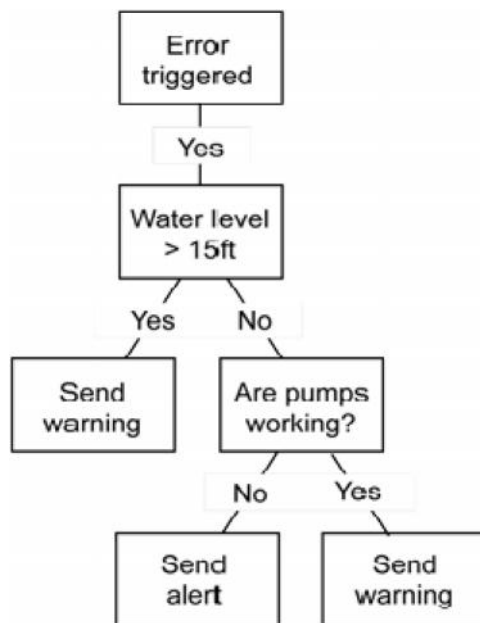 Error
triggered
Yes
Water level
> 15ft
Yes No
Send
warning
Are pumps
working?
No Yes
Send
alert
Send
warning